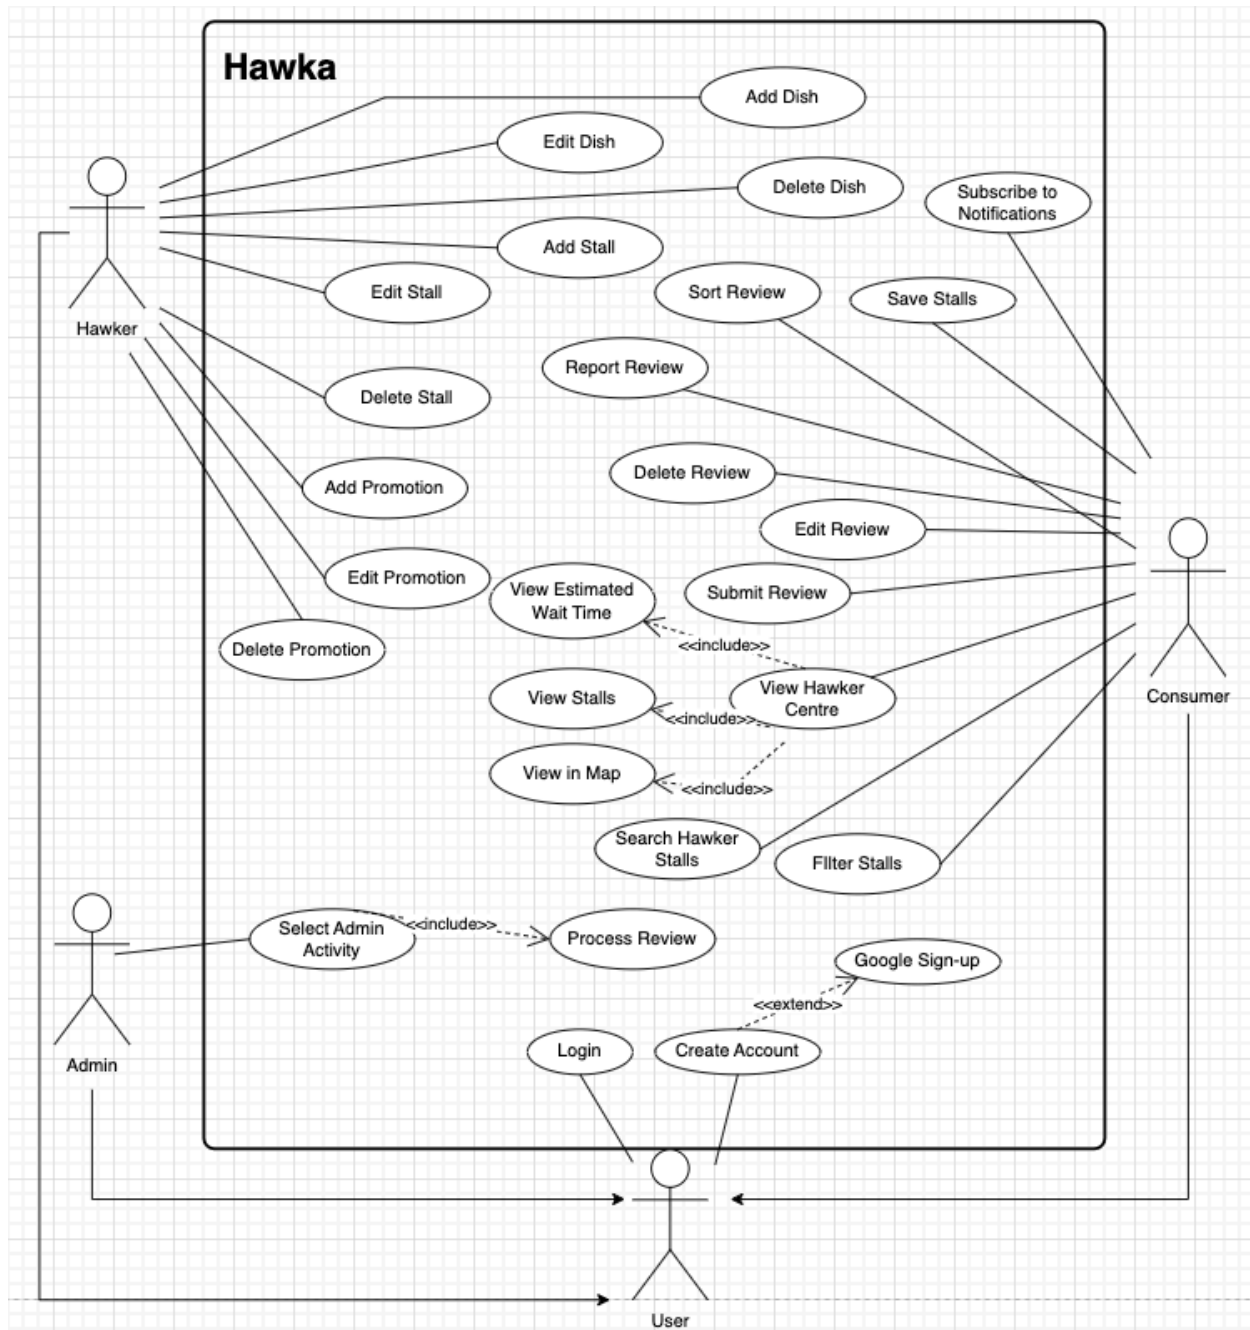 Hawka
Add Dish
Edit Dish
Delete Dish
Subscribe to
Notifications
Add Stall
Edit Stall
Sort Review
Save Stalls
Hawker
Report Review
Delete Stall
Delete Review
Add Promotion
Edit Review
Edit Promotion
View Estimated
Wait Time
Submit Review
Delete Promotion
<<include>>
View Stalls
View Hawker
Centre
Consumer
<<include>>
View in Map
<<include>>
Search Hawker
Stalls
FIlter Stalls
Select Admin
Activity
<<include>>
Process Review
Google Sign-up
<<extend>>
Login
Create Account
Admin
User